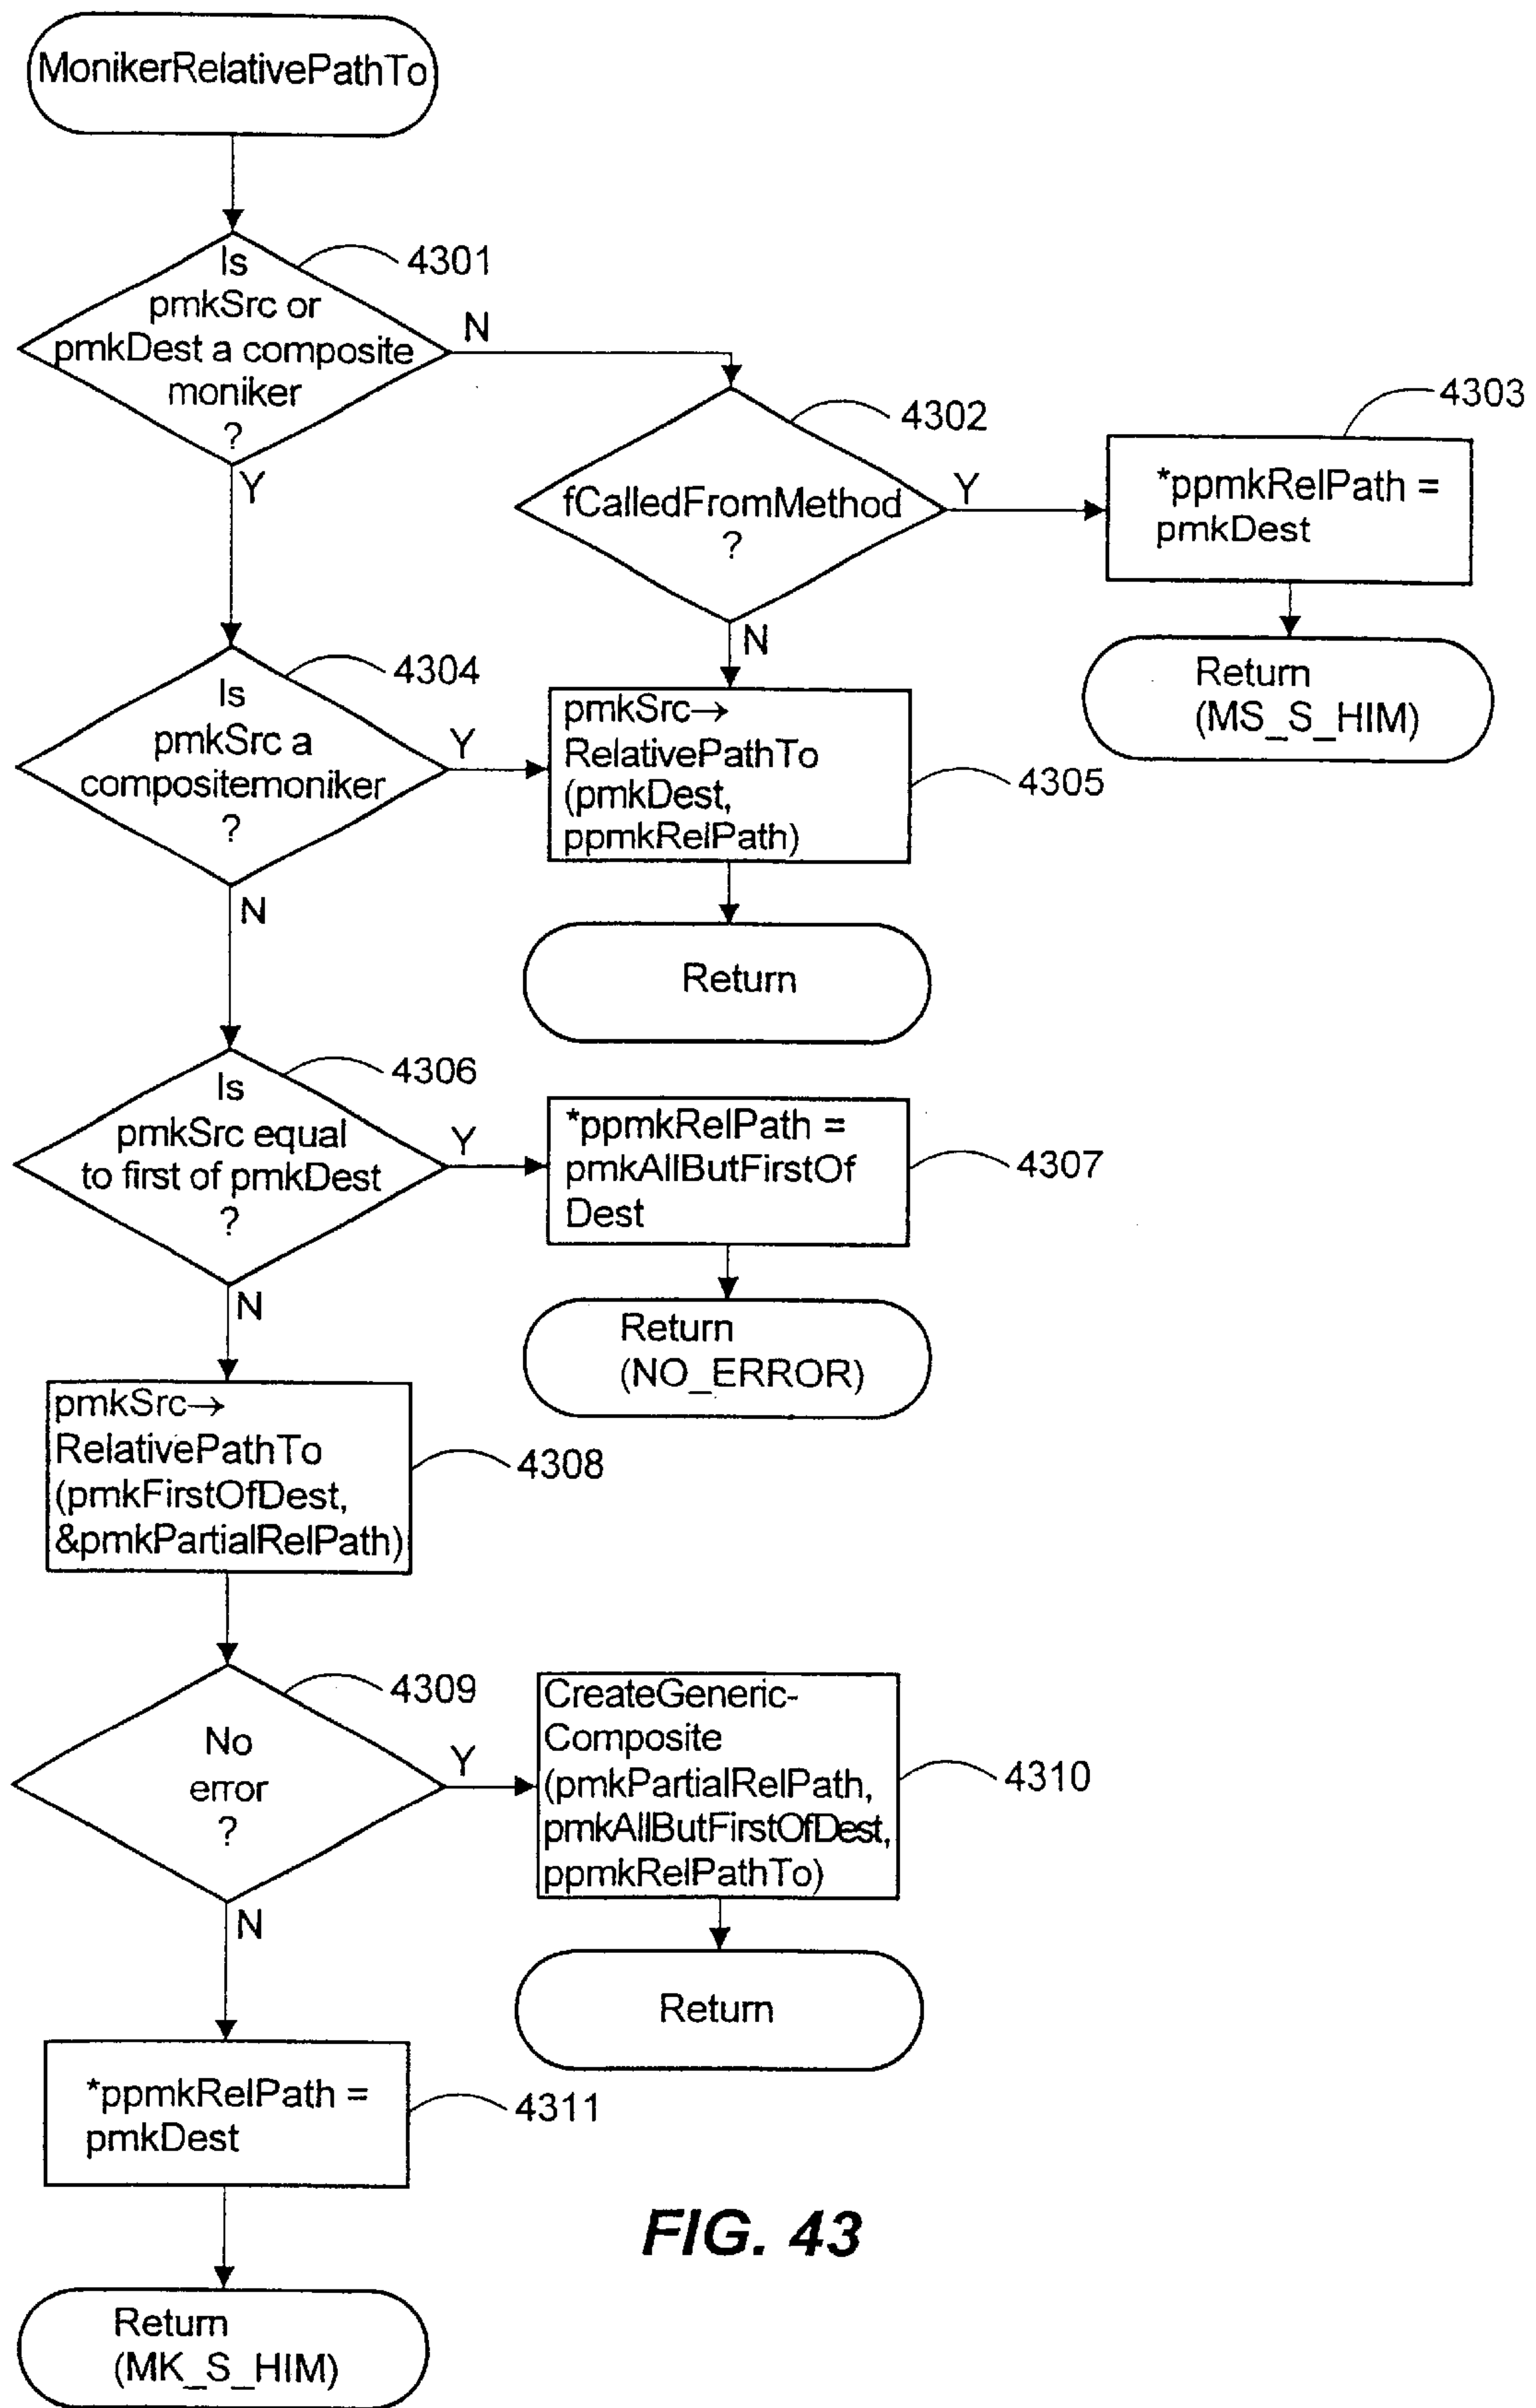 MonikerRelativePathTo
Is
pmkSrc or
pmkDest a composite
moniker
?
4301
N
Y
fCalledFromMethod
?
4302
Y
N
*ppmkRelPath =
pmkDest
4303
Return
(MS_S_HIM)
Is
pmkSrc a
compositemoniker
?
4304
Y
N
pmkSrc→
RelativePathTo
(pmkDest,
ppmkRelPath)
4305
Return
Is
pmkSrc equal
to first of pmkDest
?
4306
Y
N
*ppmkRelPath =
pmkAllButFirstOf
Dest
4307
Return
(NO_ERROR)
pmkSrc→
RelativePathTo
(pmkFirstOfDest,
&pmkPartialRelPath)
4308
No
error
?
4309
Y
N
CreateGeneric-
Composite
(pmkPartialRelPath,
pmkAllButFirstOfDest,
ppmkRelPathTo)
4310
Return
*ppmkRelPath =
pmkDest
4311
Return
(MK_S_HIM)
FIG. 43